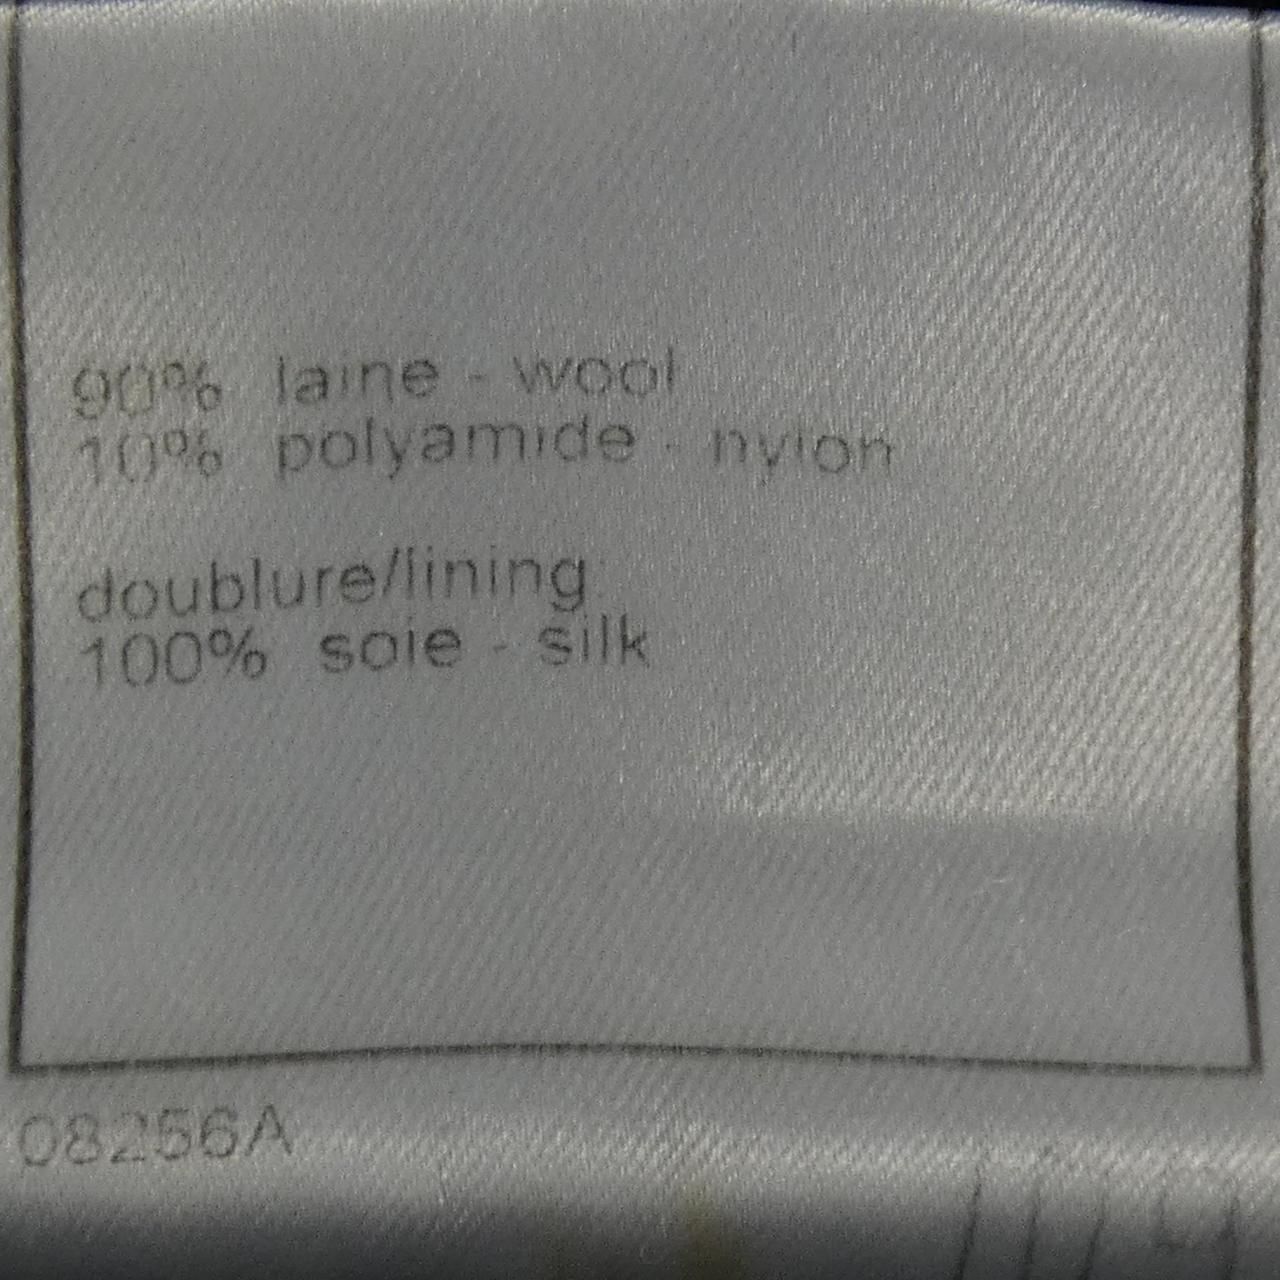 90% laine - wool
10% polyamide - nylon
doublure/lining:
100% soie - silk
08256A